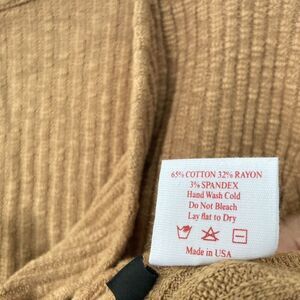 65% COTTON 32% RAYON
3% SPANDEX
Hand Wash Cold
Do Not Bleach
Lay flat to Dry
Made in USA